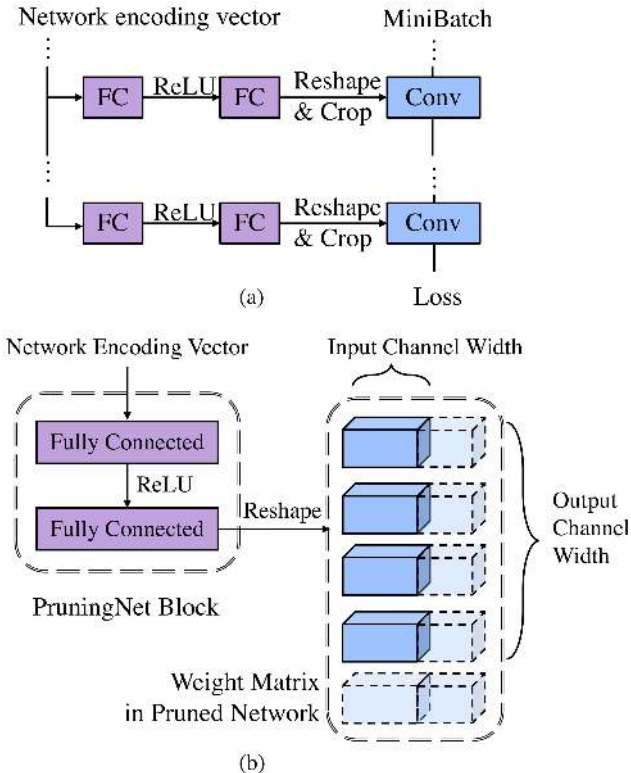 Network encoding vector
MiniBatch
FC
ReLU
FC
Reshape
& Crop
Conv
FC
ReLU
FC
Reshape
& Crop
Conv
(a)
Loss
Network Encoding Vector
Input Channel Width
Fully Connected
ReLU
Fully Connected
Reshape
PruningNet Block
Output
Channel
Width
Weight Matrix
in Pruned Network
(b)